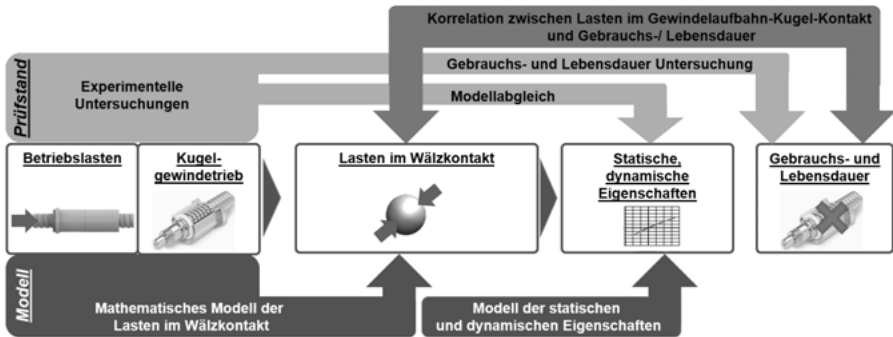 Korrelation zwischen Lasten im Gewindelaufbahn-Kugel-Kontakt
und Gebrauchs-/ Lebensdauer
Prüfstand
Experimentelle
Untersuchungen
Gebrauchs- und Lebensdauer Untersuchung
Modellabgleich
Betriebslasten
Kugel-
gewindetrieb
Lasten im Wälzkontakt
Statische,
dynamische
Eigenschaften
Gebrauchs- und
Lebensdauer
Modell
Mathematisches Modell der
Lasten im Wälzkontakt
Modell der statischen
und dynamischen Eigenschaften